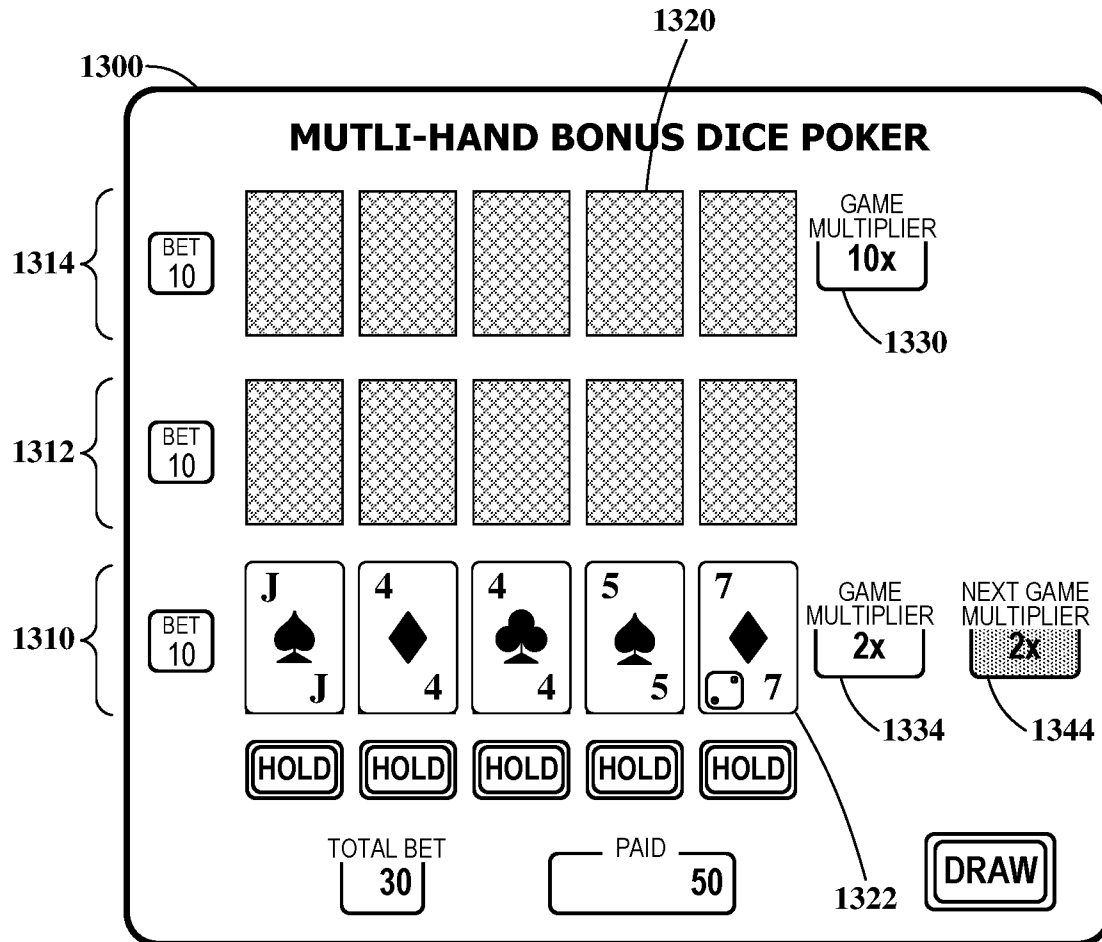 1320
1300
MUTLI-HAND BONUS DICE POKER
1314
BET
10
GAME
MULTIPLIER
10x
1330
1312
BET
10
1310
BET
10
J
J
4
4
4
4
5
5
7
7
GAME
MULTIPLIER
2x
NEXT GAME
MULTIPLIER
2x
1334
1344
HOLD HOLD HOLD HOLD HOLD
TOTAL BET
30
PAID
50
DRAW
1322